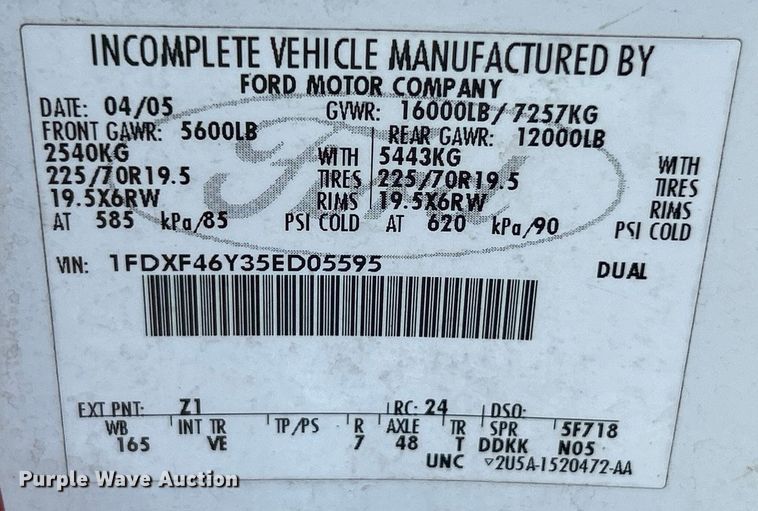 INCOMPLETE VEHICLE MANUFACTURED BY
FORD MOTOR COMPANY
DATE: 04/05 GVWR: 16000LB/7257KG
FRONT GAWR: 5600LB REAR GAWR: 12000LB
2540KG WITH 5443KG WITH
225/70R19.5 TIRES 225/70R19.5 TIRES
19.5X6RW RIMS 19.5X6RW RIMS
AT 585 kPa/85 PSI COLD AT 620 kPa/90 PSI COLD
Ford
VIN: 1FDXF46Y35ED05595 DUAL
EXT PNT: Z1 RC: 24 DSO:
WB INT TR TP/PS R AXLE TR SPR 5F718
165 VE 7 48 T DDKK N05
UNC ▽2U5A-1520472-AA
Purple Wave Auction